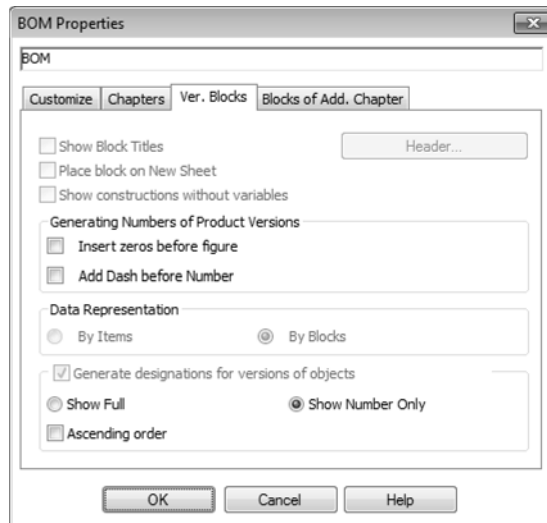 BOM Properties
BOM
Customize Chapters Ver. Blocks Blocks of Add. Chapter
Show Block Titles Header...
Place block on New Sheet
Show constructions without variables
Generating Numbers of Product Versions
Insert zeros before figure
Add Dash before Number
Data Representation
By Items By Blocks
Generate designations for versions of objects
Show Full Show Number Only
Ascending order
OK Cancel Help